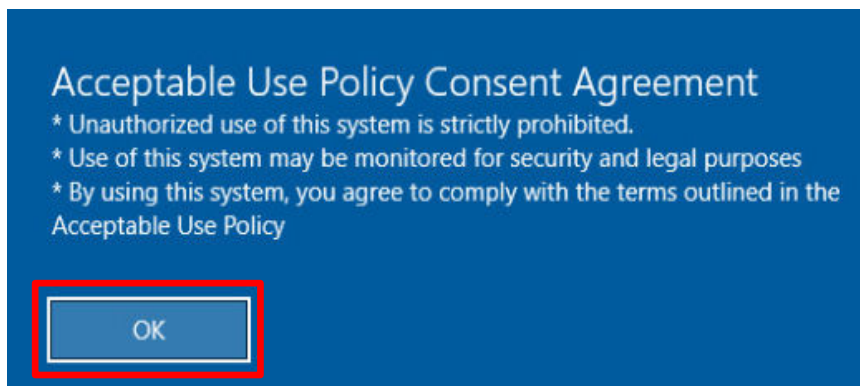 Acceptable Use Policy Consent Agreement
* Unauthorized use of this system is strictly prohibited.
* Use of this system may be monitored for security and legal purposes
* By using this system, you agree to comply with the terms outlined in the
Acceptable Use Policy
OK